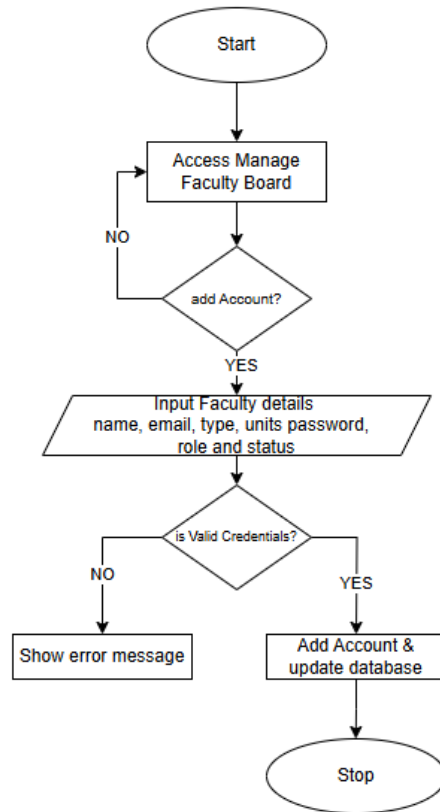 Start
Access Manage
Faculty Board
NO
add Account?
YES
Input Faculty details
name, email, type, units password,
role and status
is Valid Credentials?
NO
YES
Show error message
Add Account &
update database
Stop